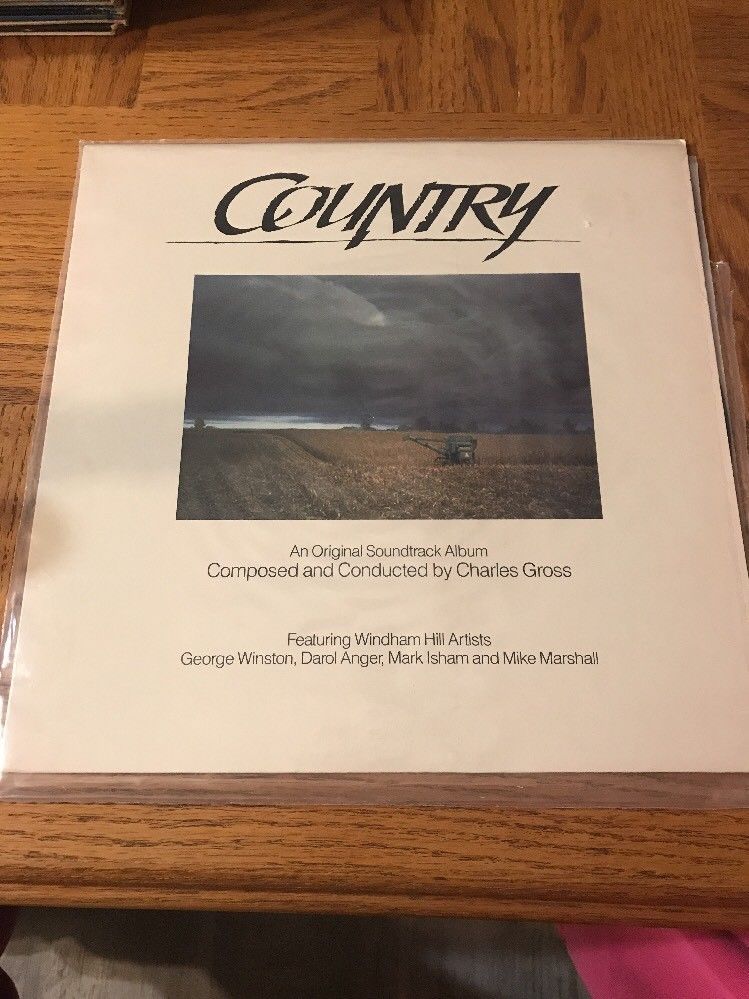 COUNTRY
An Original Soundtrack Album
Composed and Conducted by Charles Gross
Featuring Windham Hill Artists
George Winston, Darol Anger, Mark Isham and Mike Marshall